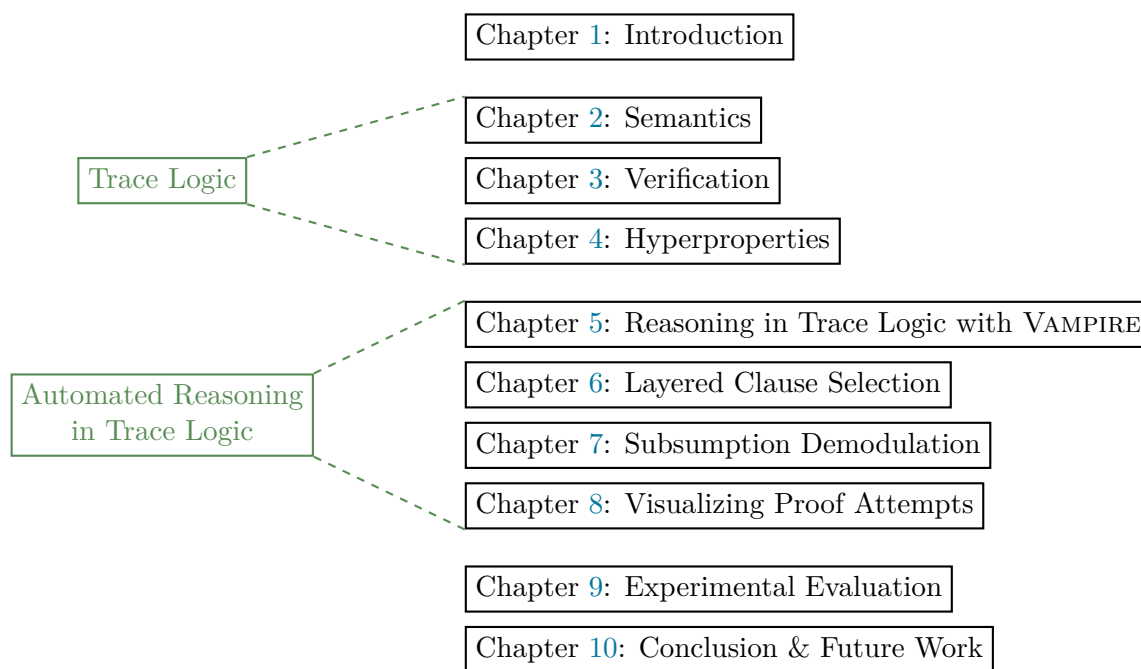 Chapter 1: Introduction
Trace Logic
Chapter 2: Semantics
Chapter 3: Verification
Chapter 4: Hyperproperties
Automated Reasoning
in Trace Logic
Chapter 5: Reasoning in Trace Logic with VAMPIRE
Chapter 6: Layered Clause Selection
Chapter 7: Subsumption Demodulation
Chapter 8: Visualizing Proof Attempts
Chapter 9: Experimental Evaluation
Chapter 10: Conclusion & Future Work